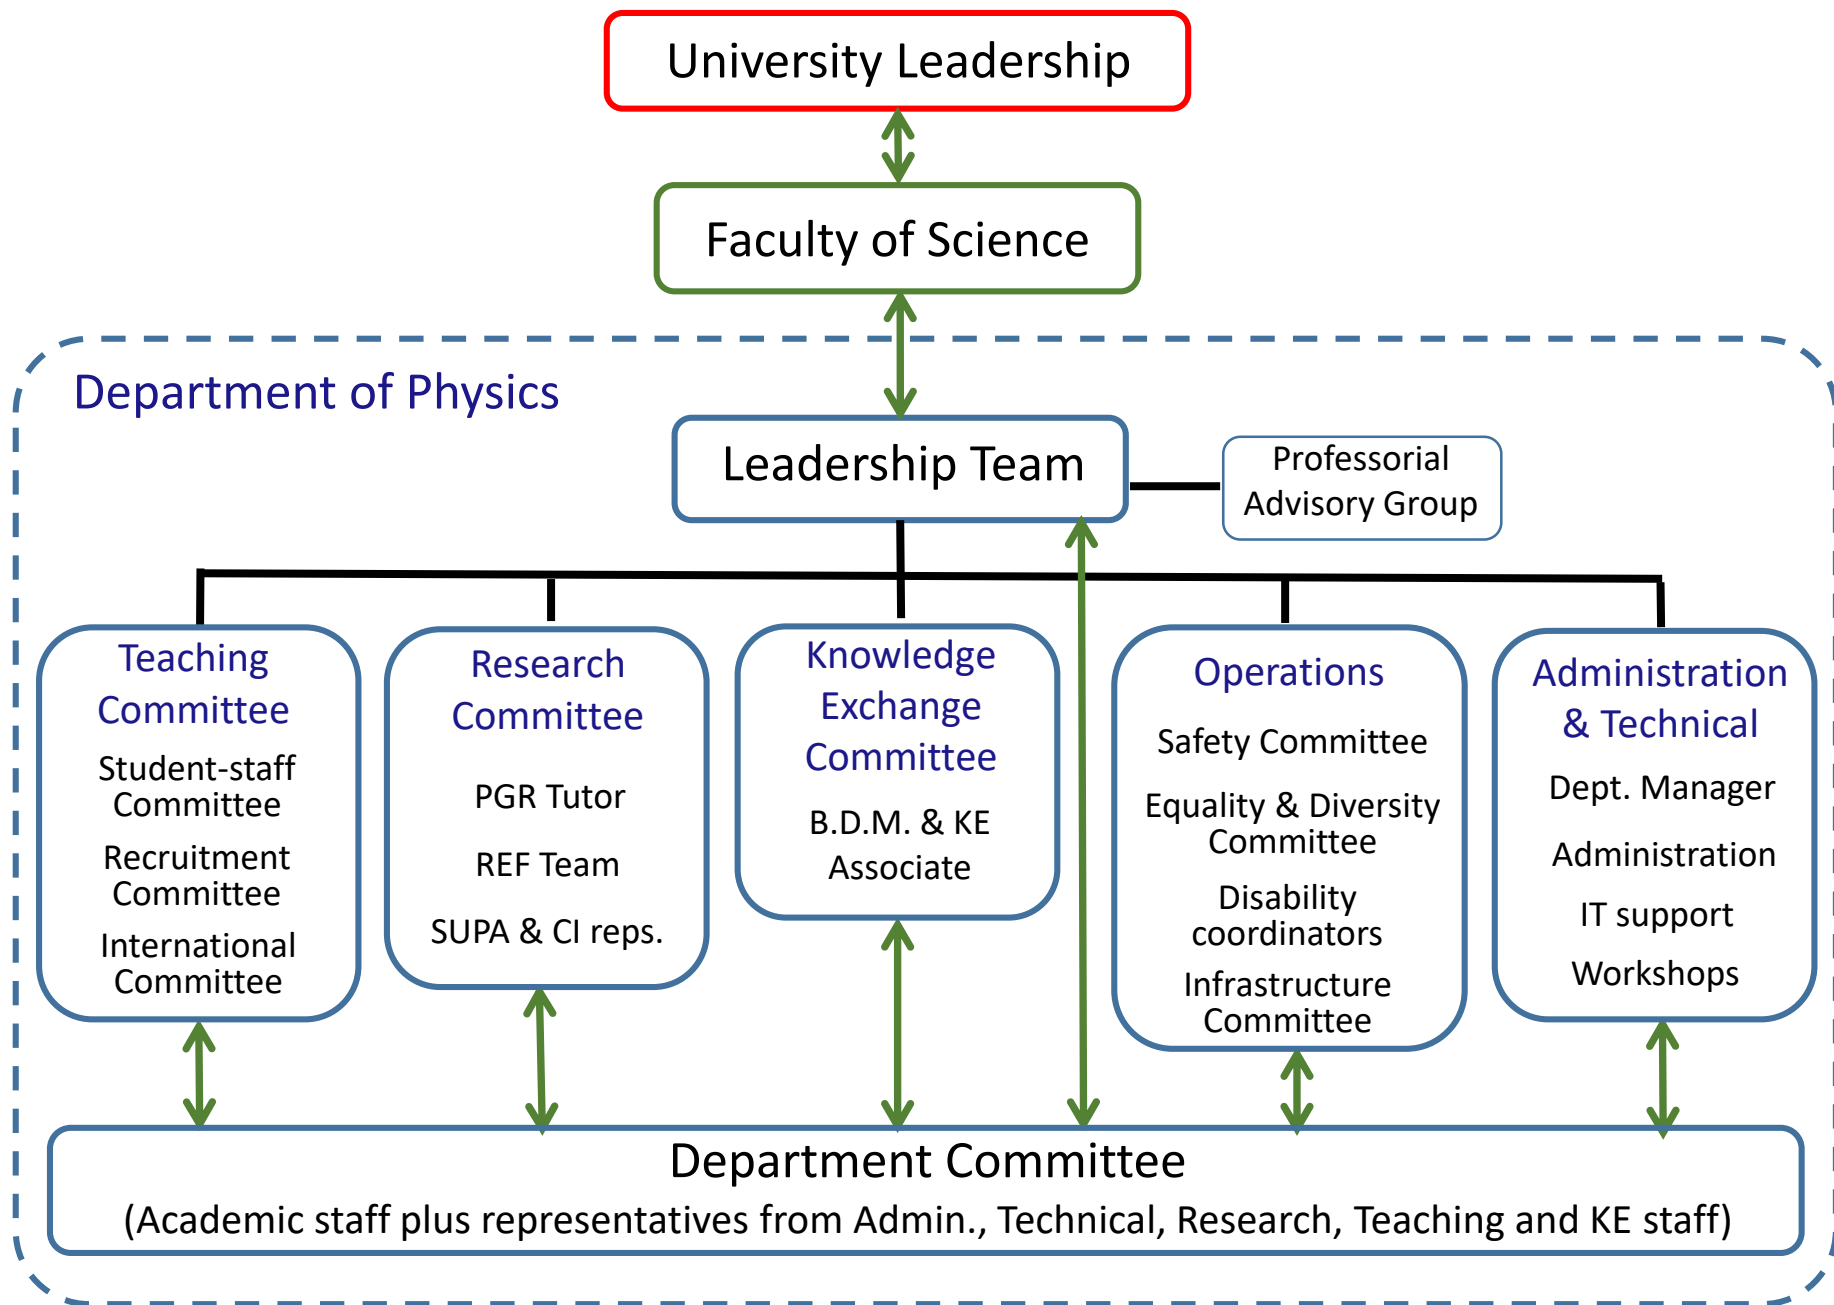 University Leadership
Faculty of Science
Department of Physics
Leadership Team
Professorial
Advisory Group
Teaching
Committee
Student-staff
Committee
Recruitment
Committee
International
Committee
Research
Committee
PGR Tutor
REF Team
SUPA & CI reps.
Knowledge
Exchange
Committee
B.D.M. & KE
Associate
Operations
Safety Committee
Equality & Diversity
Committee
Disability
coordinators
Infrastructure
Committee
Administration
& Technical
Dept. Manager
Administration
IT support
Workshops
Department Committee
(Academic staff plus representatives from Admin., Technical, Research, Teaching and KE staff)